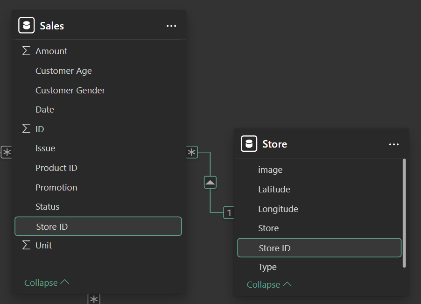 Sales
...
Σ Amount
Customer Age
Customer Gender
Date
Σ ID
Issue
Product ID
Promotion
Status
Store ID
Σ Unit
Collapse
*
*
*
1
Store
...
image
Latitude
Longitude
Store
Store ID
Type
Collapse